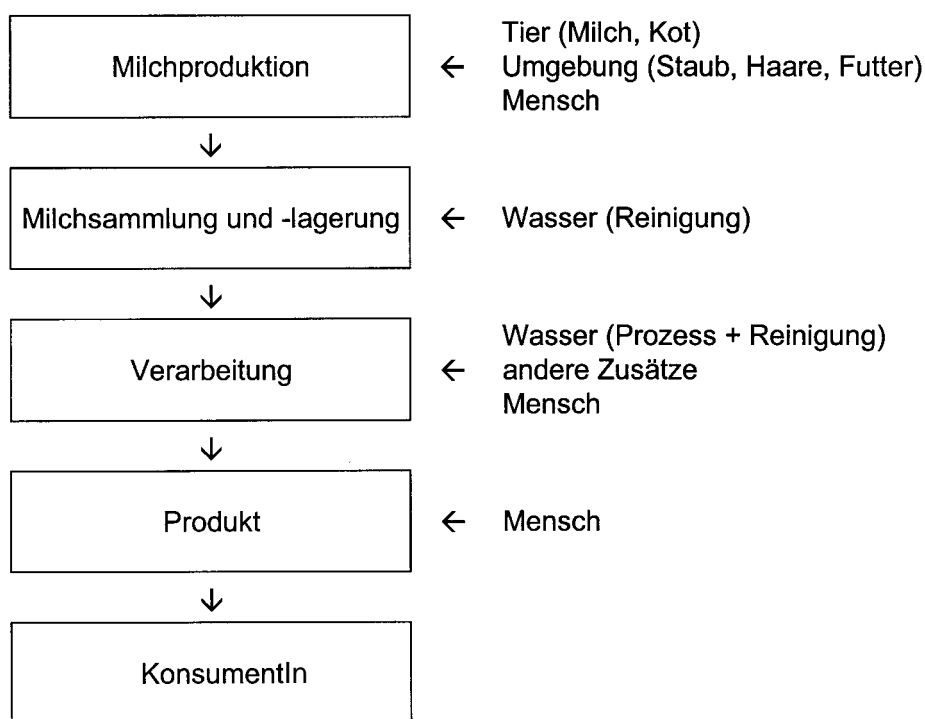 Milchproduktion
← Tier (Milch, Kot)
Umgebung (Staub, Haare, Futter)
Mensch
↓
Milchsammlung und -lagerung
← Wasser (Reinigung)
↓
Verarbeitung
← Wasser (Prozess + Reinigung)
andere Zusätze
Mensch
↓
Produkt
← Mensch
↓
KonsumentIn